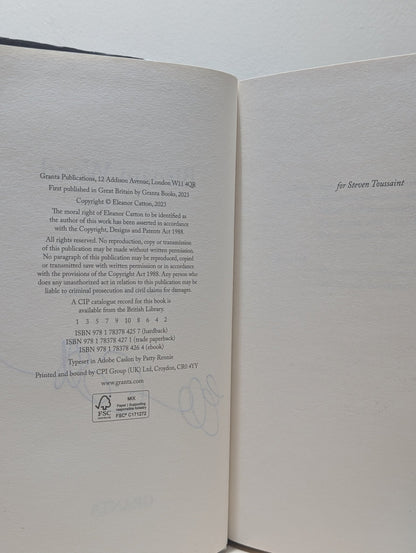 Granta Publications, 12 Addison Avenue, London W11 4QR
First published in Great Britain by Granta Books, 2023
Copyright © Eleanor Catton, 2023
The moral right of Eleanor Catton to be identified as
the author of this work has been asserted in accordance
with the Copyright, Designs and Patents Act 1988.
All rights reserved. No reproduction, copy or transmission
of this publication may be made without written permission.
No paragraph of this publication may be reproduced, copied
or transmitted save with written permission or in accordance
with the provisions of the Copyright Act 1988. Any person who
does any unauthorized act in relation to this publication may be
liable to criminal prosecution and civil claims for damages.
A CIP catalogue record for this book is
available from the British Library.
1 3 5 7 9 10 8 6 4 2
ISBN 978 1 78378 425 7 (hardback)
ISBN 978 1 78378 427 1 (trade paperback)
ISBN 978 1 78378 426 4 (ebook)
Typeset in Adobe Caslon by Patty Rennie
Printed and bound by CPI Group (UK) Ltd, Croydon, CR0 4YY
www.granta.com
FSC
www.fsc.org
MIX
Paper | Supporting
responsible forestry
FSC® C171272
for Steven Toussaint